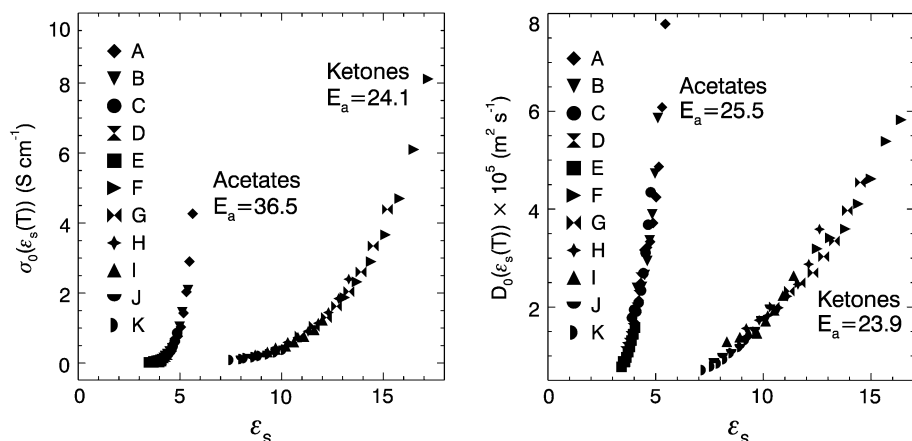 10
8
6
4
2
0
σ₀(εₛ(T)) (S cm⁻¹)
A
B
C
D
E
F
G
H
I
J
K
Ketones
Eₐ=24.1
Acetates
Eₐ=36.5
0 5 10 15
εₛ
8
6
4
2
D₀(εₛ(T)) × 10⁵ (m² s⁻¹)
A
B
C
D
E
F
G
H
I
J
K
Acetates
Eₐ=25.5
Ketones
Eₐ=23.9
0 5 10 15
εₛ